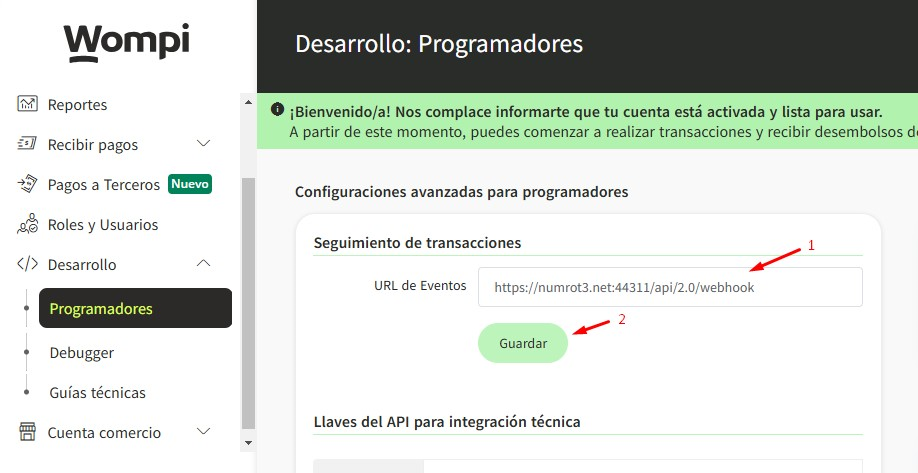 Wompi
Desarrollo: Programadores
Reportes
Recibir pagos
Pagos a Terceros Nuevo
Roles y Usuarios
Desarrollo
Programadores
Debugger
Guías técnicas
Cuenta comercio
¡Bienvenido/a! Nos complace informarte que tu cuenta está activada y lista para usar.
A partir de este momento, puedes comenzar a realizar transacciones y recibir desembolsos d
Configuraciones avanzadas para programadores
Seguimiento de transacciones
1
URL de Eventos https://numrot3.net:44311/api/2.0/webhook
2
Guardar
Llaves del API para integración técnica